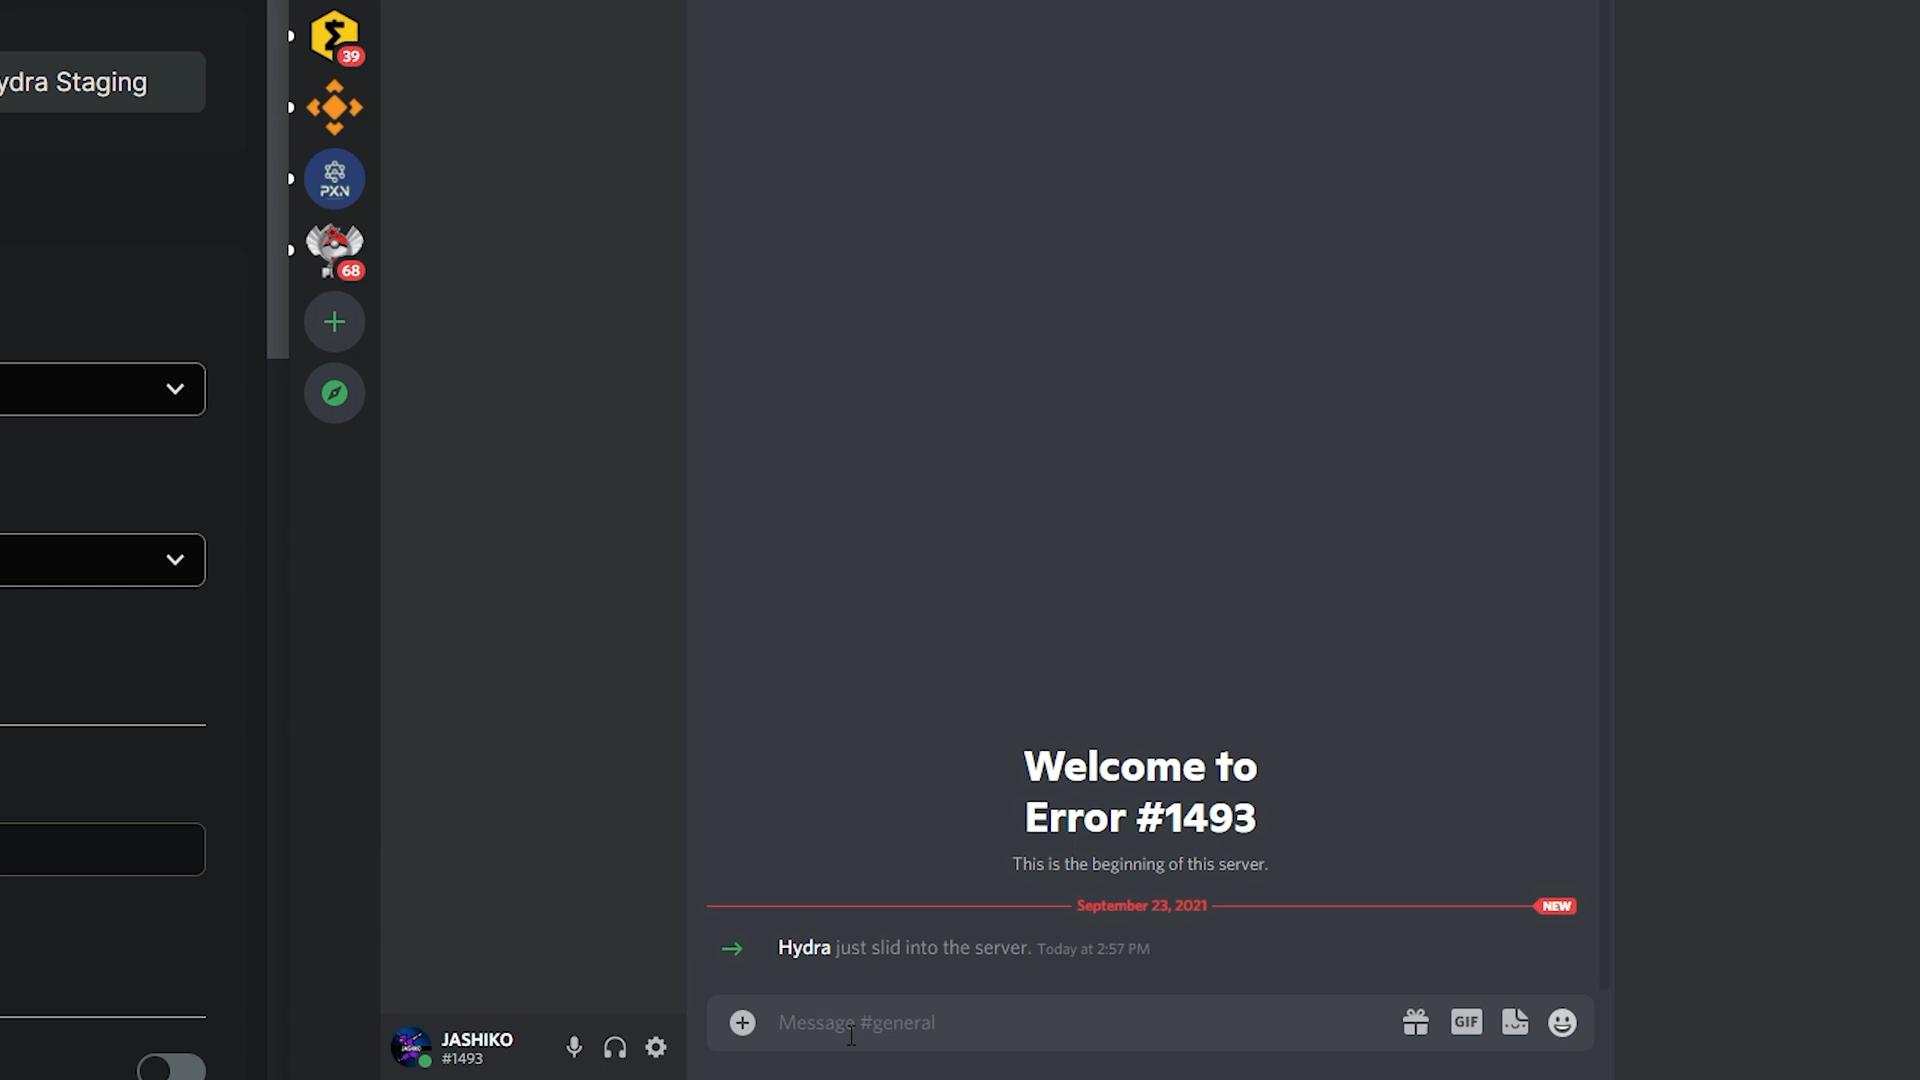 ydra Staging
39
PXN
68
Welcome to
Error #1493
This is the beginning of this server.
September 23, 2021
NEW
Hydra just slid into the server. Today at 2:57 PM
Message #general
GIF
JASHIKO
#1493